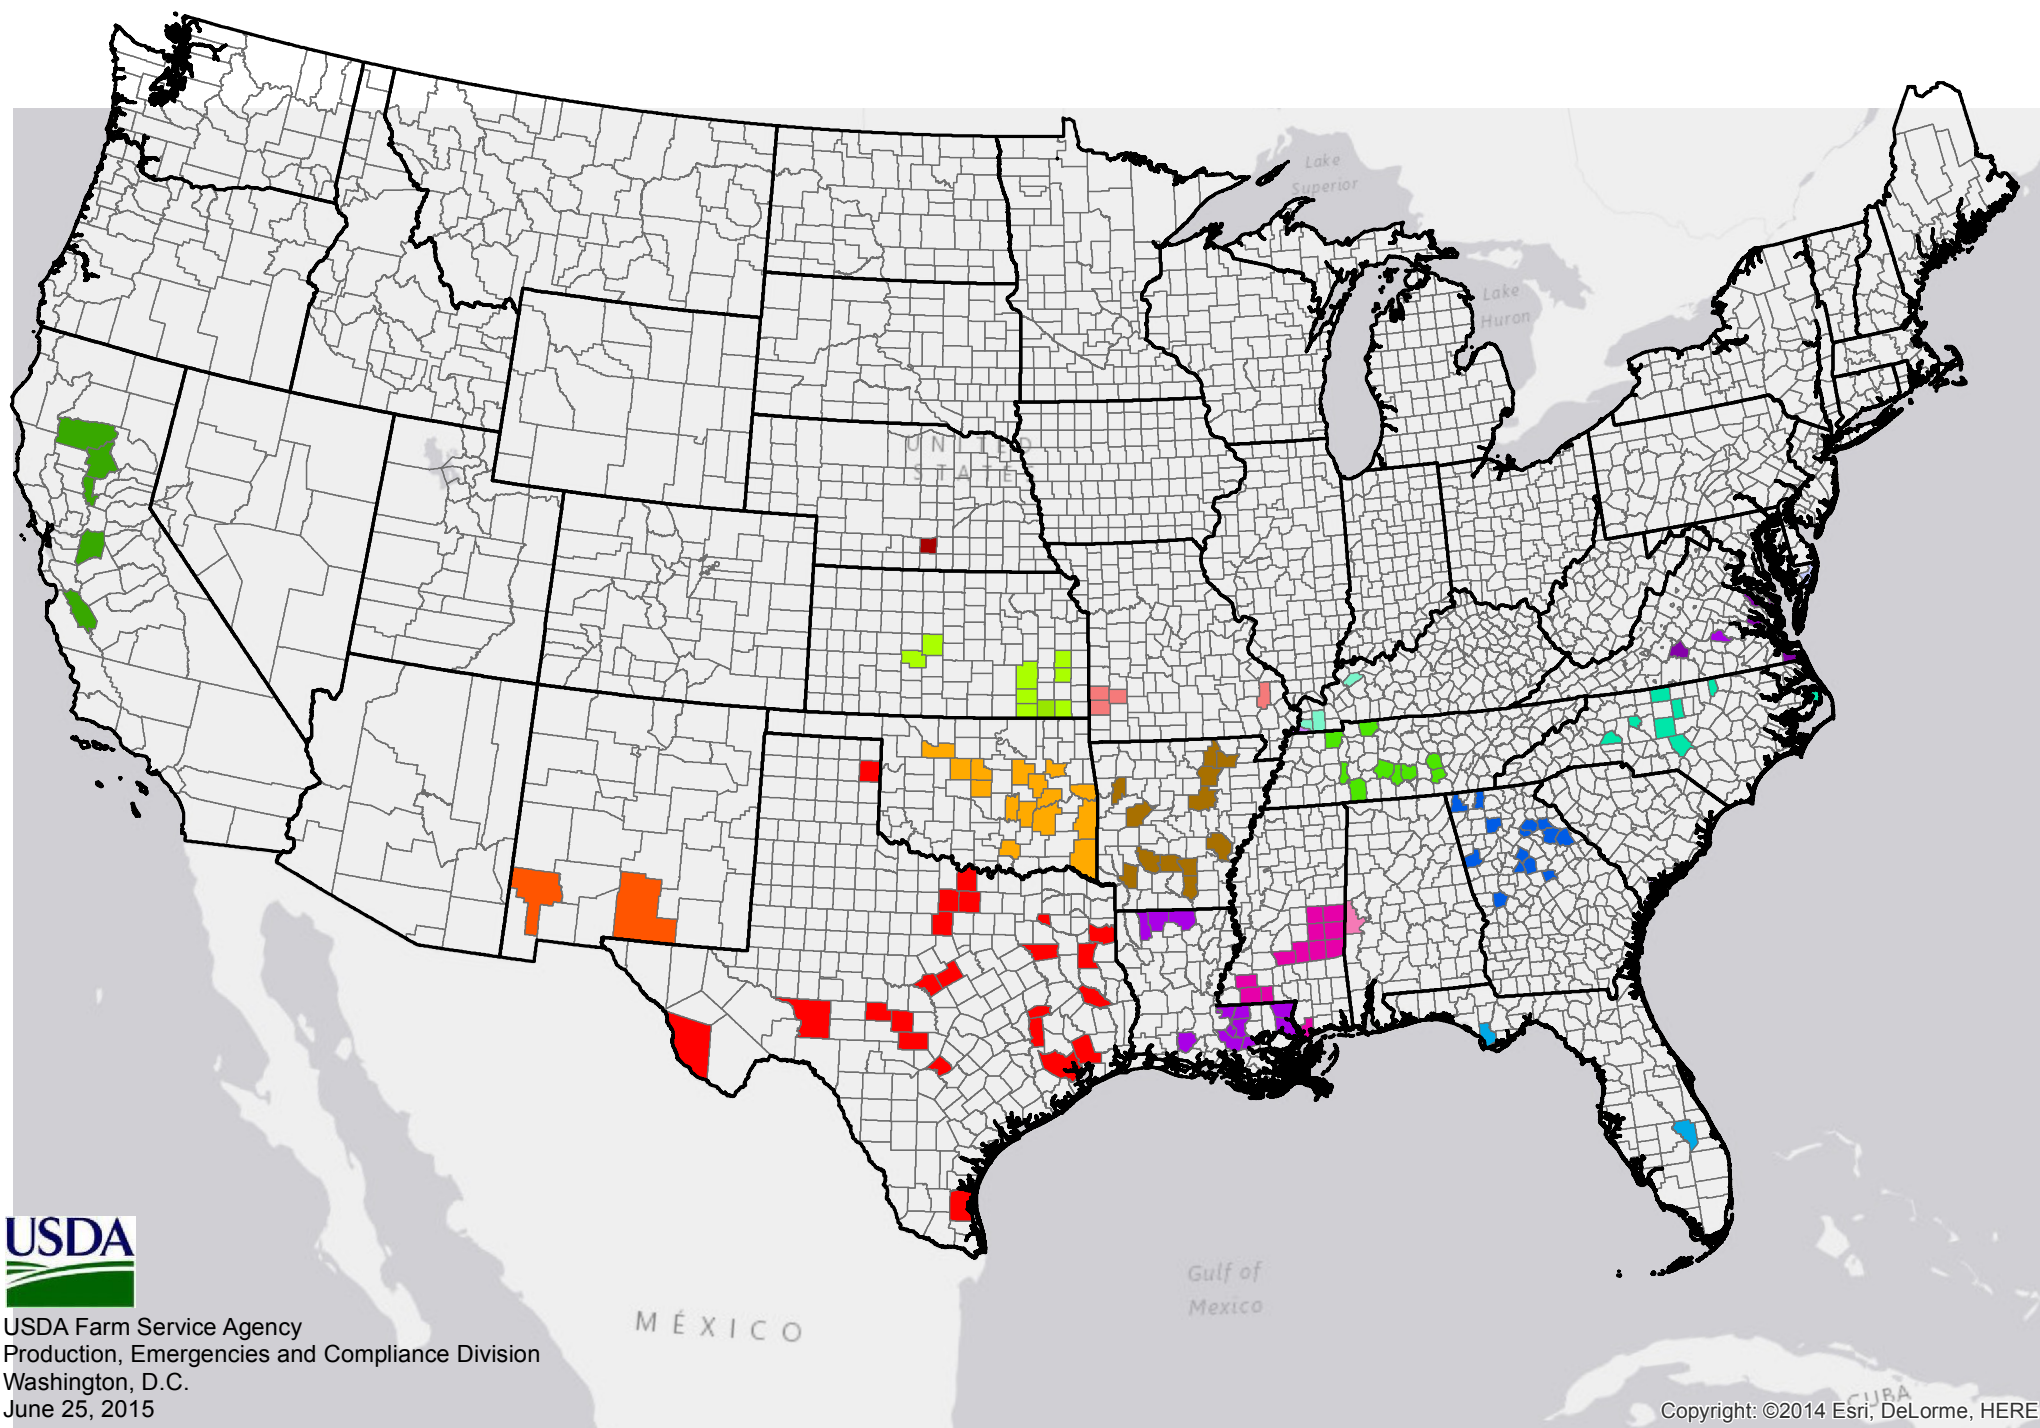 Lake
Superior
Lake
Huron
UNITED
STATE
Gulf of
Mexico
MÉXICO
CUBA
USDA
USDA Farm Service Agency
Production, Emergencies and Compliance Division
Washington, D.C.
June 25, 2015
Copyright: ©2014 Esri, DeLorme, HERE